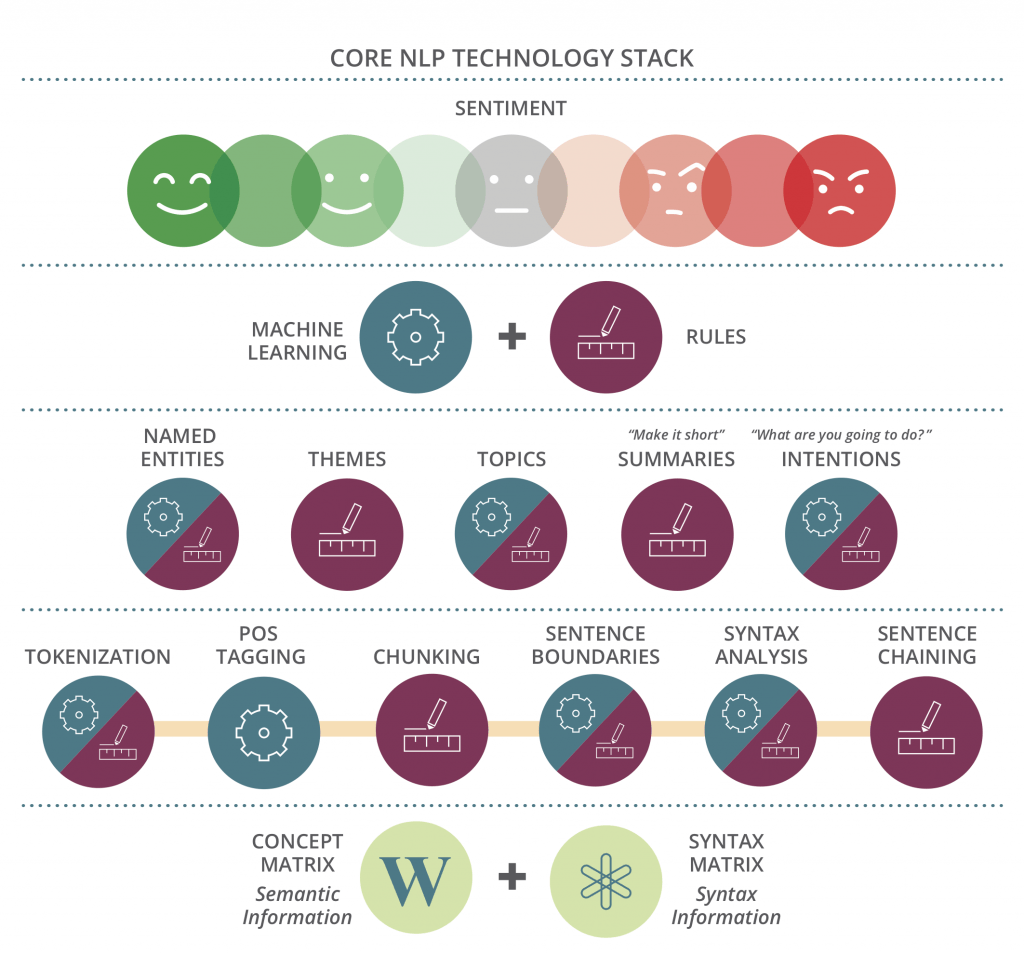 CORE NLP TECHNOLOGY STACK
SENTIMENT
MACHINE
LEARNING
RULES
NAMED
ENTITIES
THEMES
TOPICS
“Make it short”
SUMMARIES
“What are you going to do?”
INTENTIONS
TOKENIZATION
POS
TAGGING
CHUNKING
SENTENCE
BOUNDARIES
SYNTAX
ANALYSIS
SENTENCE
CHAINING
CONCEPT
MATRIX
Semantic
Information
W
SYNTAX
MATRIX
Syntax
Information